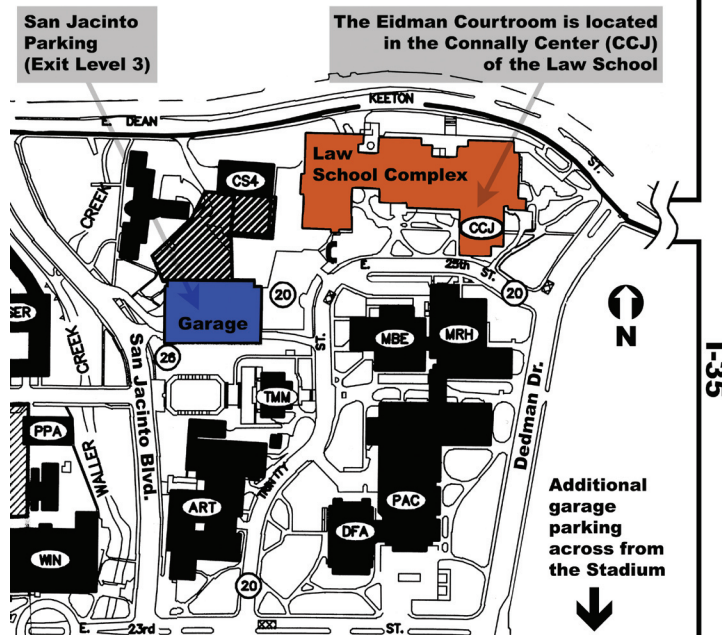 San Jacinto
Parking
(Exit Level 3)
The Eidman Courtroom is located
in the Connally Center (CCJ)
of the Law School
E. DEAN KEETON ST.
Law
School Complex
CS4
CREEK
CCJ
E. 25th ST.
20
20
Garage
SER
26
ST.
MBE
MRH
N
I-35
CREEK
San Jacinto Blvd.
TMM
Dedman Dr.
PPA
WALLER
TRINITY
ART
PAC
DFA
WIN
Additional
garage
parking
across from
the Stadium
20
E. 23rd ST.